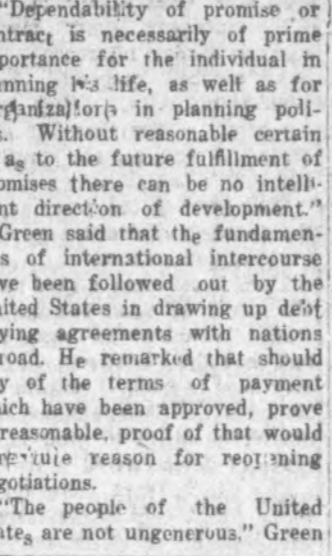 "Dependability of promise or
ntract is necessarily of prime
portance for the individual in
nning his life, as well as for
rganizations in planning poli-
s. Without reasonable certain
as to the future fulfillment of
omises there can be no intelli-
nt direction of development."
Green said that the fundamen-
s of international intercourse
ve been followed out by the
nited States in drawing up debt
ying agreements with nations
road. He remarked that should
y of the terms of payment
ich have been approved, prove
reasonable, proof of that would
reason for reopening
gotiations.
"The people of the United
ates are not ungenerous," Green